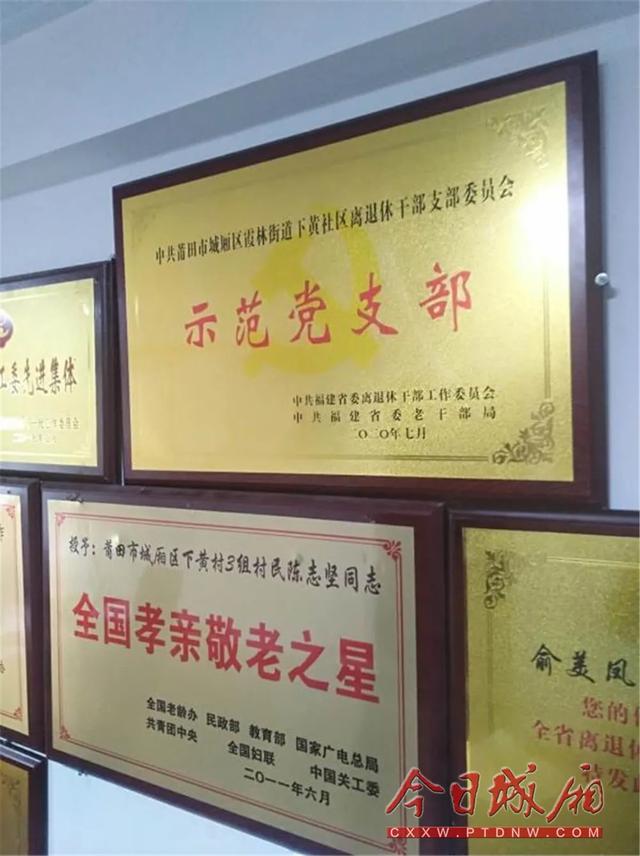 中共莆田市城厢区霞林街道下黄社区离退休干部支部委员会
示范党支部
中共福建省委离退休干部工作委员会
中共福建省委老干部局
二〇二〇年七月
工委先进集体
授予：莆田市城厢区下黄村3组村民陈志坚同志
全国孝亲敬老之星
全国老龄办 民政部 教育部 国家广电总局
共青团中央 全国妇联 中国关工委
二〇一一年六月
俞美凤
您的
全省离退休
特发
今日城厢
CXXW.PTDNW.COM